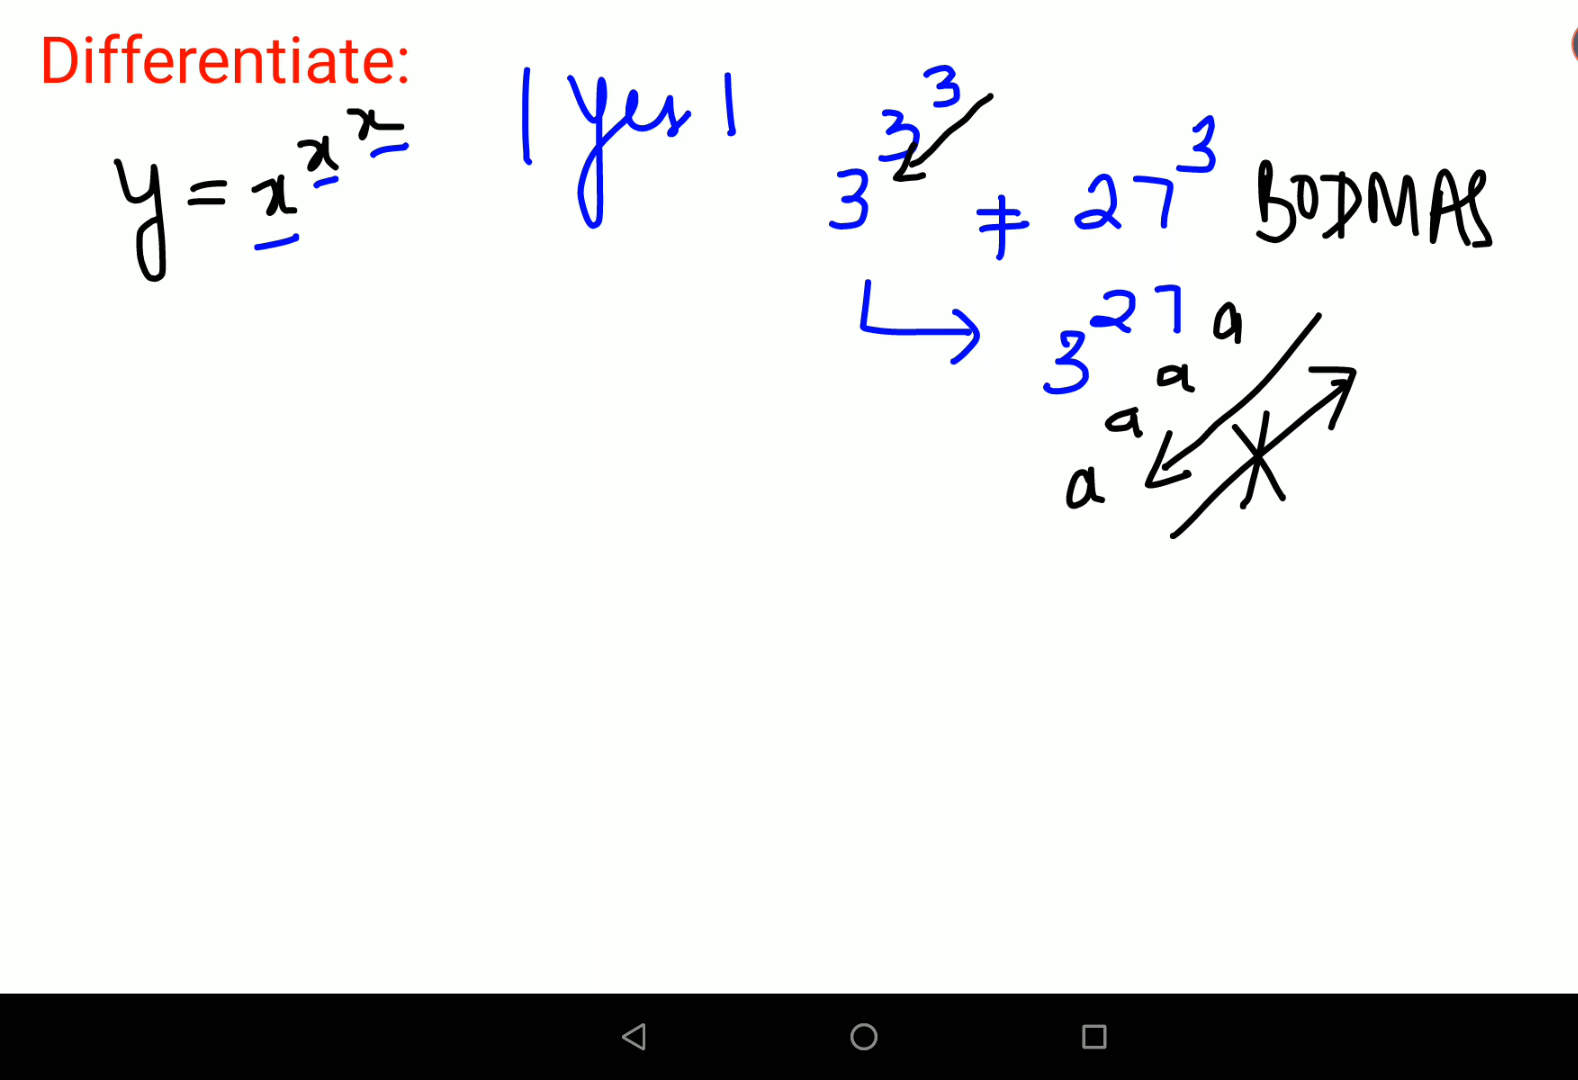 Differentiate:
y = x^x^x
| Yes |
3^3^3 ≠ 27^3 BODMAS
3^27
a^a^a^a